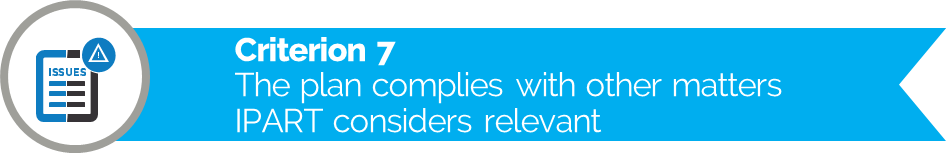 ISSUES
Criterion 7
The plan complies with other matters
IPART considers relevant